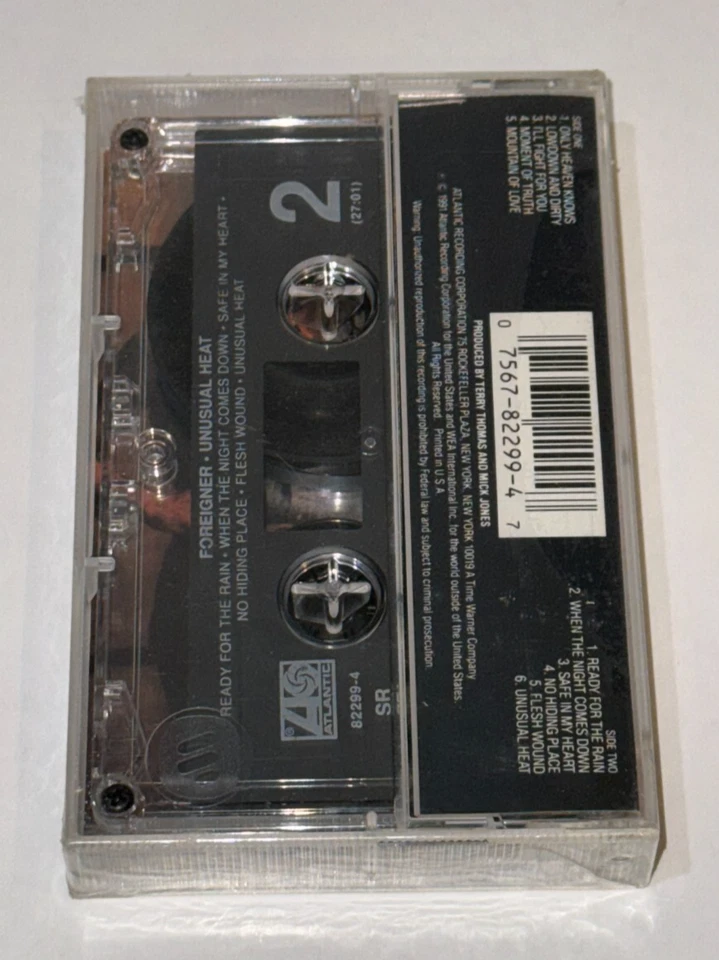 2
(27:01)
FOREIGNER • UNUSUAL HEAT
READY FOR THE RAIN • WHEN THE NIGHT COMES DOWN • SAFE IN MY HEART •
NO HIDING PLACE • FLESH WOUND • UNUSUAL HEAT
ATLANTIC
82299-4
SR
SIDE ONE
1. ONLY HEAVEN KNOWS
2. LOWDOWN AND DIRTY
3. I'LL FIGHT FOR YOU
4. MOMENT OF TRUTH
5. MOUNTAIN OF LOVE
0 7567-82299-4 7
SIDE TWO
1. READY FOR THE RAIN
2. WHEN THE NIGHT COMES DOWN
3. SAFE IN MY HEART
4. NO HIDING PLACE
5. FLESH WOUND
6. UNUSUAL HEAT
PRODUCED BY TERRY THOMAS AND MICK JONES
ATLANTIC RECORDING CORPORATION 75 ROCKEFELLER PLAZA, NEW YORK, NEW YORK 10019 A Time Warner Company
© 1991 Atlantic Recording Corporation for the United States and WEA International Inc. for the world outside of the United States.
All Rights Reserved. Printed in U S A
Warning: Unauthorized reproduction of this recording is prohibited by Federal law and subject to criminal prosecution.